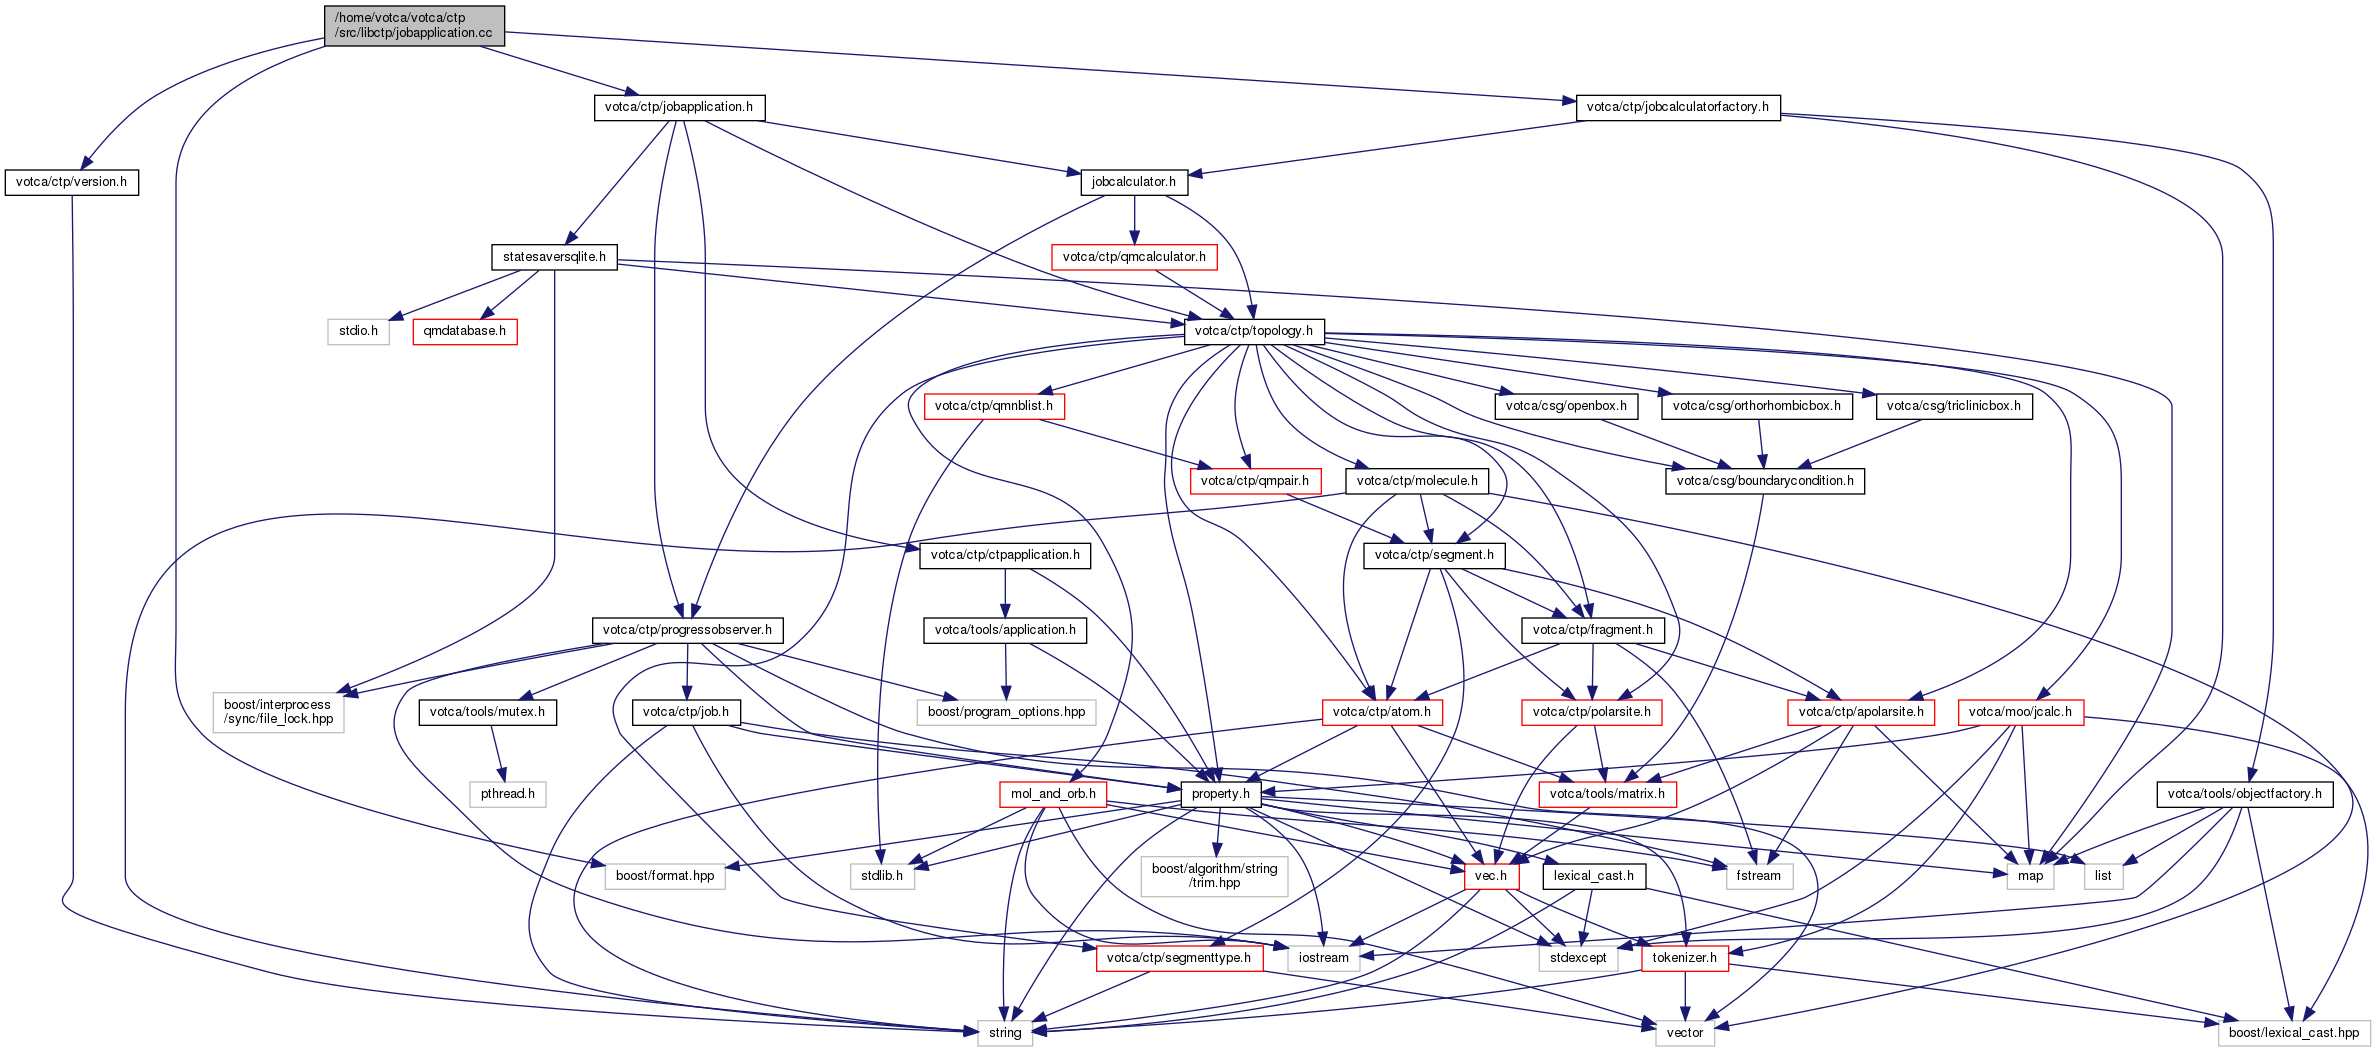 /home/votca/votca/ctp
/src/libctp/jobapplication.cc
votca/ctp/jobapplication.h
votca/ctp/jobcalculatorfactory.h
votca/ctp/version.h
jobcalculator.h
statesaversqlite.h
votca/ctp/qmcalculator.h
stdio.h
qmdatabase.h
votca/ctp/topology.h
votca/ctp/qmnblist.h
votca/csg/openbox.h
votca/csg/orthorhombicbox.h
votca/csg/triclinicbox.h
votca/ctp/qmpair.h
votca/ctp/molecule.h
votca/csg/boundarycondition.h
votca/ctp/ctpapplication.h
votca/ctp/segment.h
votca/ctp/progressobserver.h
votca/tools/application.h
votca/ctp/fragment.h
boost/interprocess
/sync/file_lock.hpp
votca/tools/mutex.h
votca/ctp/job.h
boost/program_options.hpp
votca/ctp/atom.h
votca/ctp/polarsite.h
votca/ctp/apolarsite.h
votca/moo/jcalc.h
pthread.h
mol_and_orb.h
property.h
votca/tools/matrix.h
votca/tools/objectfactory.h
boost/format.hpp
stdlib.h
boost/algorithm/string
/trim.hpp
vec.h
lexical_cast.h
fstream
map
list
votca/ctp/segmenttype.h
iostream
stdexcept
tokenizer.h
string
vector
boost/lexical_cast.hpp